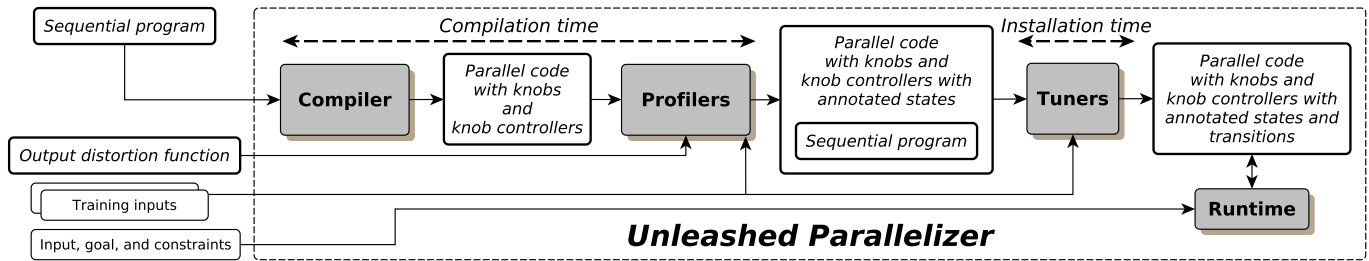 Sequential program
Compilation time
Installation time
Compiler
Parallel code
with knobs
and
knob controllers
Profilers
Parallel code
with knobs and
knob controllers with
annotated states
Sequential program
Tuners
Parallel code
with knobs and
knob controllers with
annotated states and
transitions
Output distortion function
Training inputs
Input, goal, and constraints
Runtime
Unleashed Parallelizer